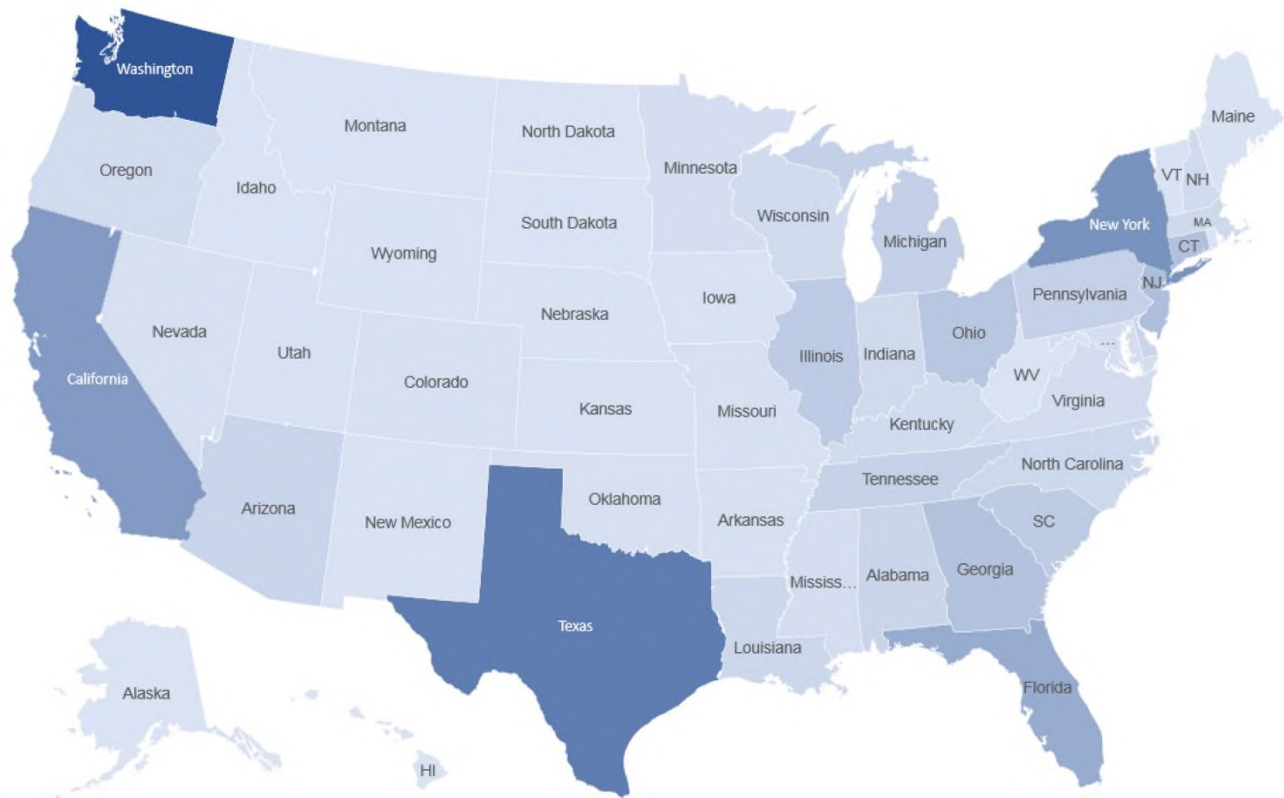 Washington
Montana
North Dakota
Minnesota
Maine
Oregon
Idaho
South Dakota
Wisconsin
Michigan
VT
NH
New York
MA
CT
Wyoming
Iowa
Pennsylvania
NJ
Nevada
Nebraska
Ohio
...
Utah
Illinois
Indiana
California
Colorado
WV
Kansas
Missouri
Virginia
Kentucky
North Carolina
Tennessee
Arizona
Oklahoma
New Mexico
Arkansas
SC
Georgia
Mississ...
Alabama
Texas
Louisiana
Alaska
Florida
HI